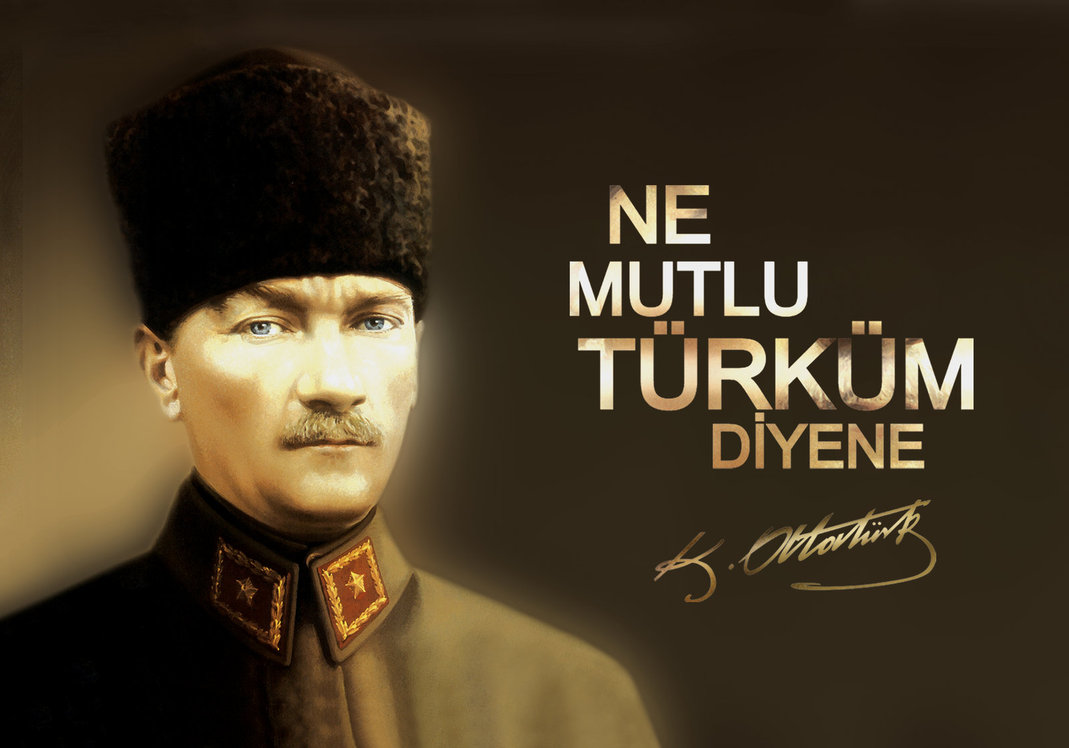 NE
MUTLU
TÜRKÜM
DİYENE
K. Atatürk